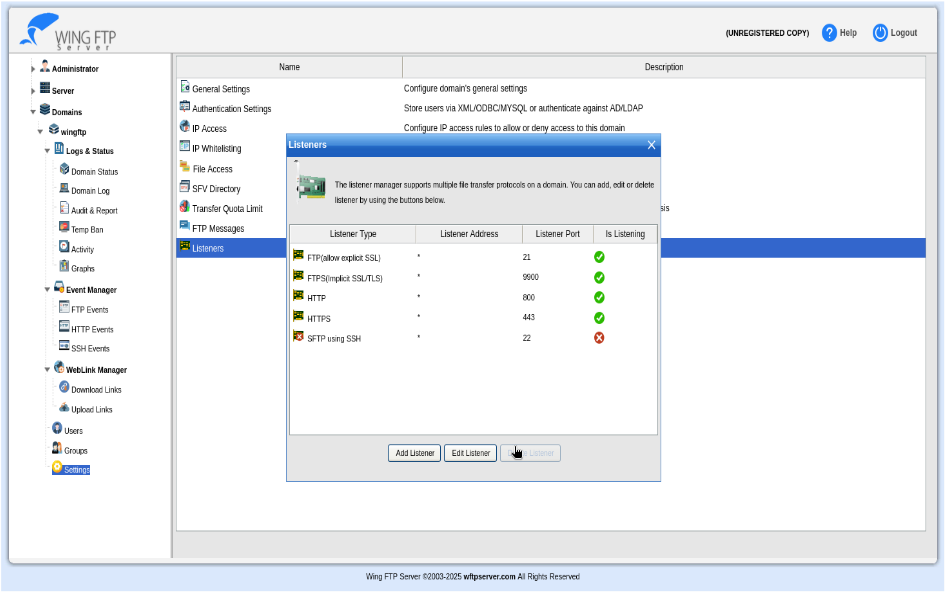 WING FTP
Server
(UNREGISTERED COPY)
Help
Logout
Administrator
Server
Domains
wingftp
Logs & Status
Domain Status
Domain Log
Audit & Report
Temp Ban
Activity
Graphs
Event Manager
FTP Events
HTTP Events
SSH Events
WebLink Manager
Download Links
Upload Links
Users
Groups
Settings
Name Description
General Settings Configure domain's general settings
Authentication Settings Store users via XML/ODBC/MYSQL or authenticate against AD/LDAP
IP Access Configure IP access rules to allow or deny access to this domain
IP Whitelisting
File Access
SFV Directory
Transfer Quota Limit
FTP Messages
Listeners
Listeners
X
The listener manager supports multiple file transfer protocols on a domain. You can add, edit or delete
listener by using the buttons below.
Listener Type Listener Address Listener Port Is Listening
FTP(allow explicit SSL) * 21
FTPS(Implicit SSL/TLS) * 9900
HTTP * 800
HTTPS * 443
SFTP using SSH * 22
Add Listener Edit Listener Listener
Wing FTP Server ©2003-2025 wftpserver.com All Rights Reserved